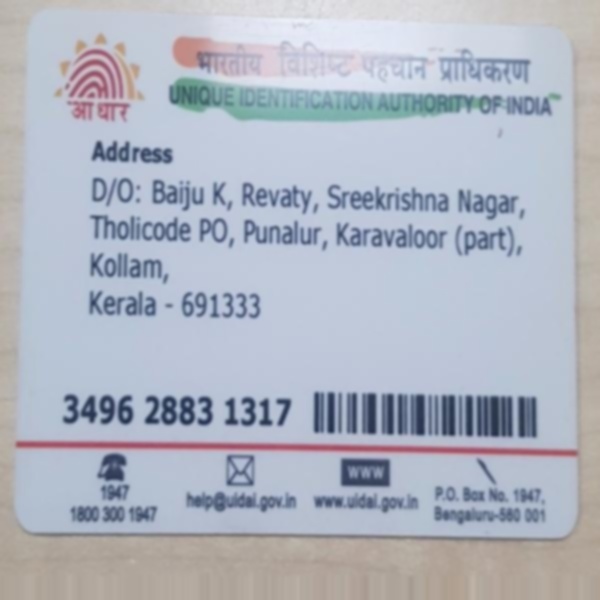 भारतीय विशिष्ट पहचान प्राधिकरण
आधार
UNIQUE IDENTIFICATION AUTHORITY OF INDIA
Address
D/O: Baiju K, Revaty, Sreekrishna Nagar,
Tholicode PO, Punalur, Karavaloor (part),
Kollam,
Kerala - 691333
3496 2883 1317
1947
1800 300 1947
help@uidai.gov.in
WWW
www.uidai.gov.in
P.O. Box No. 1947,
Bengaluru-560 001